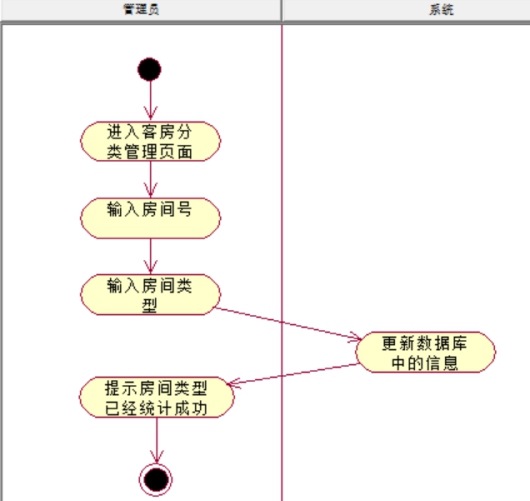 管理员
系统
进入客房分
类管理页面
输入房间号
输入房间类
型
更新数据库
中的信息
提示房间类型
已经统计成功